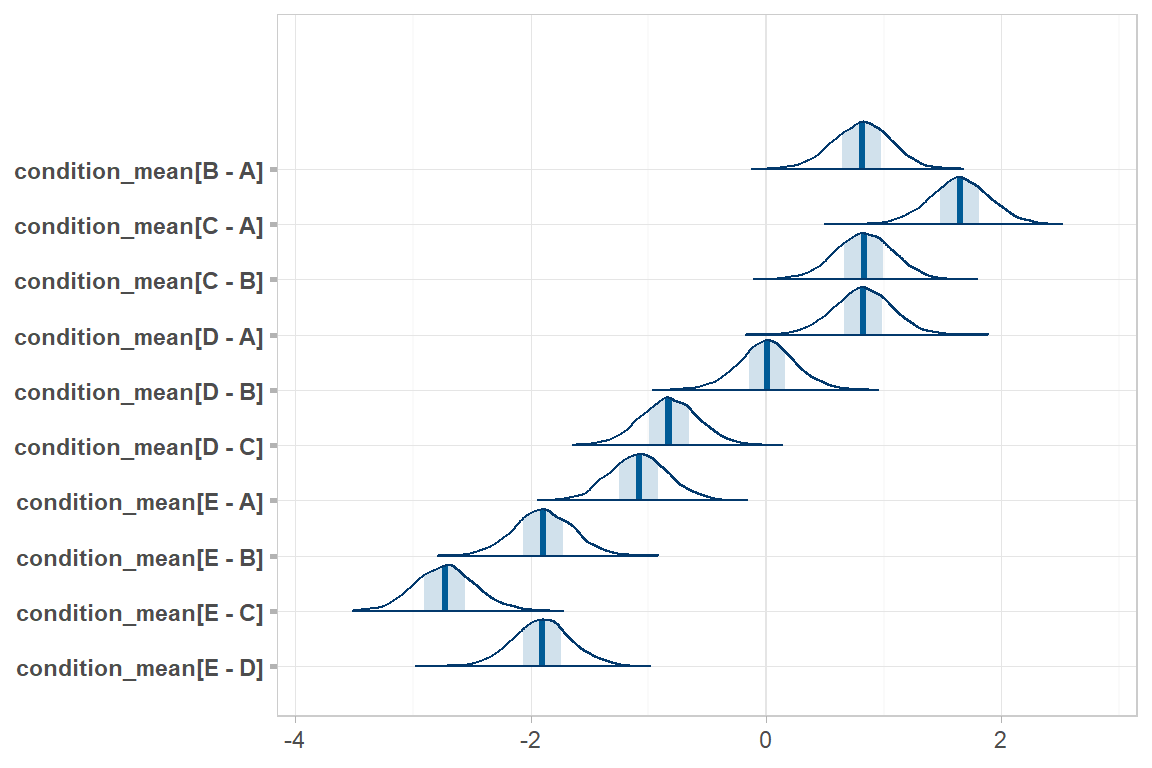 condition_mean[B - A]
condition_mean[C - A]
condition_mean[C - B]
condition_mean[D - A]
condition_mean[D - B]
condition_mean[D - C]
condition_mean[E - A]
condition_mean[E - B]
condition_mean[E - C]
condition_mean[E - D]
-4 -2 0 2